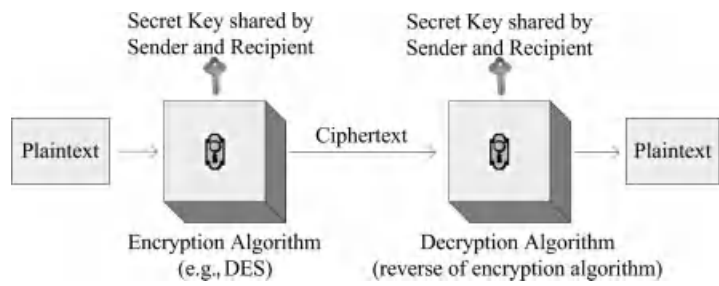 Secret Key shared by
Sender and Recipient
Secret Key shared by
Sender and Recipient
Plaintext
Ciphertext
Plaintext
Encryption Algorithm
(e.g., DES)
Decryption Algorithm
(reverse of encryption algorithm)